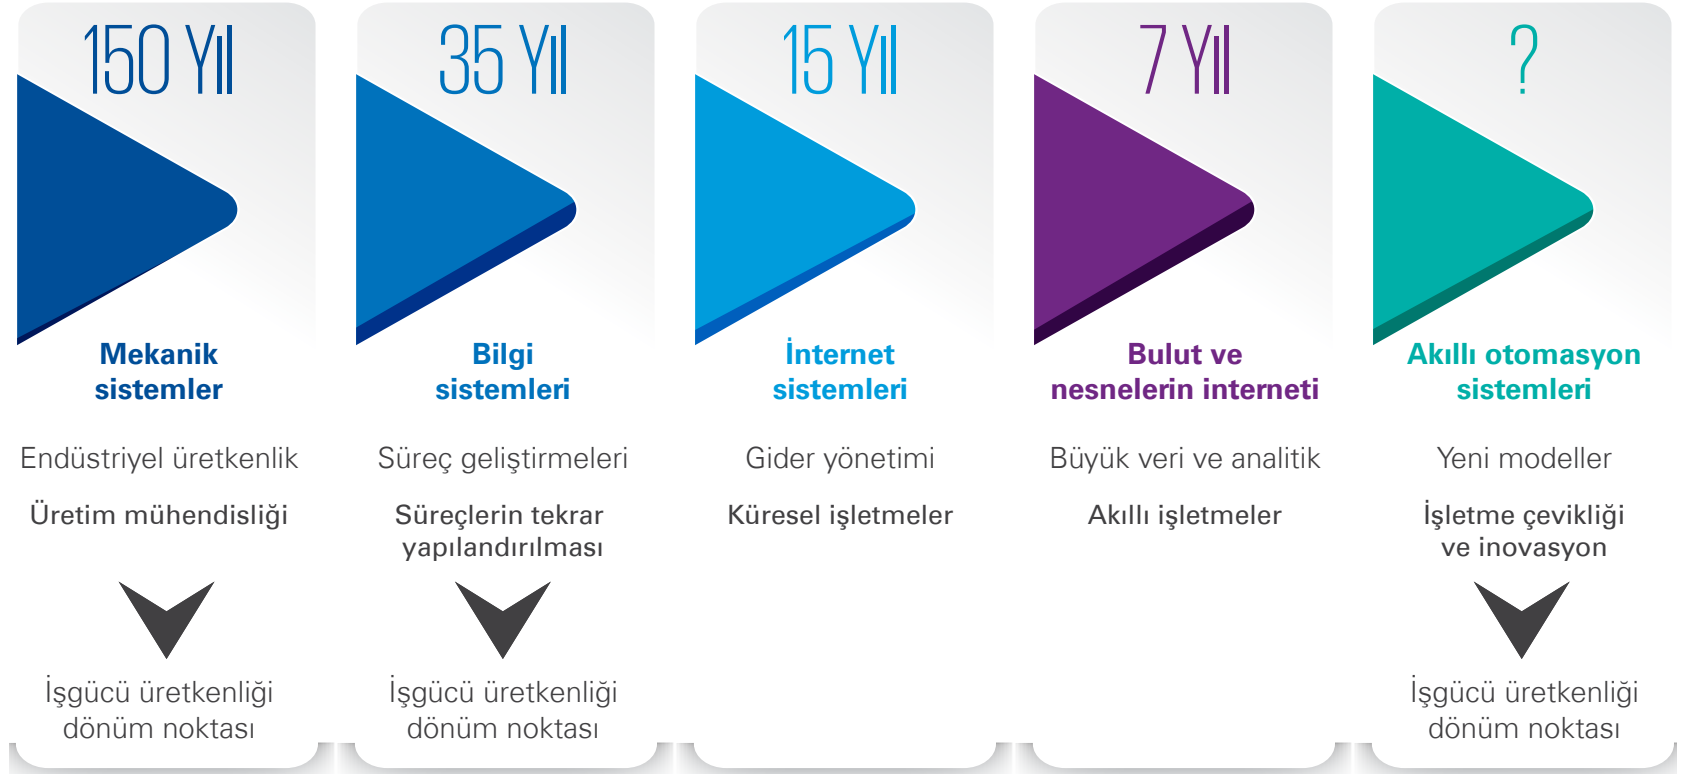 150 Yıl
Mekanik
sistemler
Endüstriyel üretkenlik
Üretim mühendisliği
İşgücü üretkenliği
dönüm noktası
35 Yıl
Bilgi
sistemleri
Süreç geliştirmeleri
Süreçlerin tekrar
yapılandırılması
İşgücü üretkenliği
dönüm noktası
15 Yıl
İnternet
sistemleri
Gider yönetimi
Küresel işletmeler
7 Yıl
Bulut ve
nesnelerin interneti
Büyük veri ve analitik
Akıllı işletmeler
?
Akıllı otomasyon
sistemleri
Yeni modeller
İşletme çevikliği
ve inovasyon
İşgücü üretkenliği
dönüm noktası